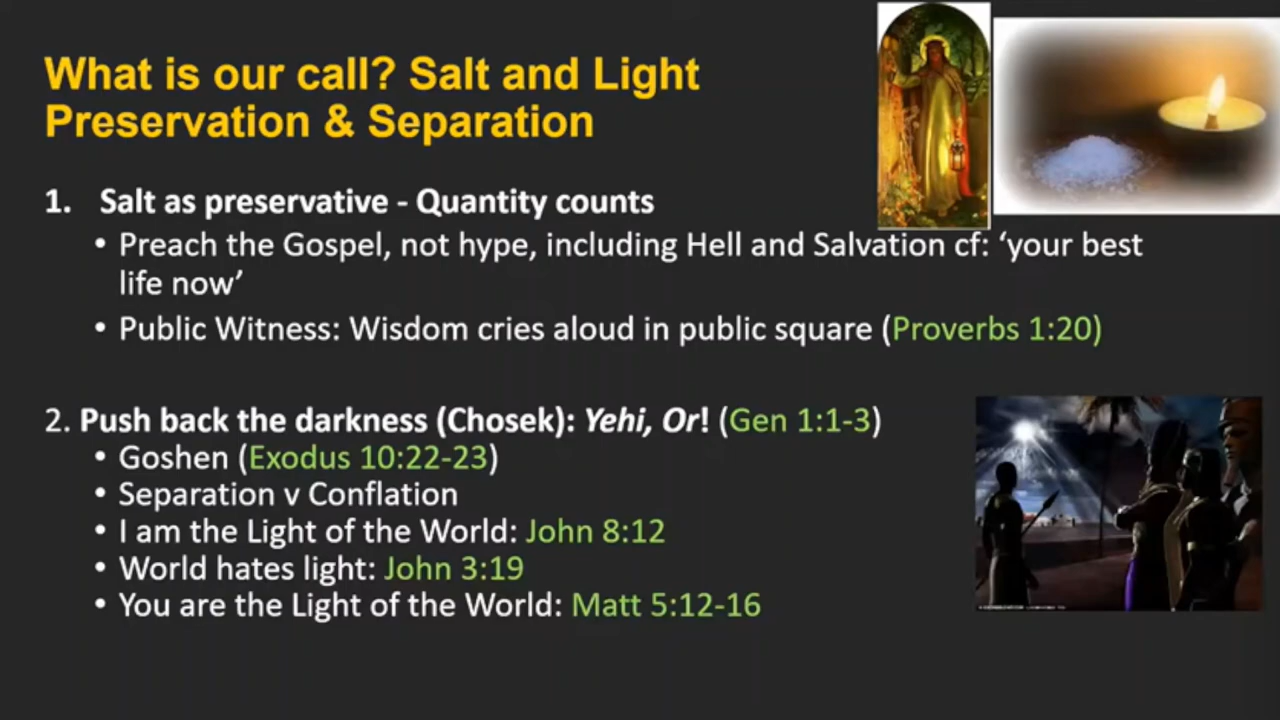 What is our call? Salt and Light
Preservation & Separation
1. Salt as preservative - Quantity counts
• Preach the Gospel, not hype, including Hell and Salvation cf: ‘your best
life now’
• Public Witness: Wisdom cries aloud in public square (Proverbs 1:20)
2. Push back the darkness (Chosek): Yehi, Or! (Gen 1:1-3)
• Goshen (Exodus 10:22-23)
• Separation v Conflation
• I am the Light of the World: John 8:12
• World hates light: John 3:19
• You are the Light of the World: Matt 5:12-16